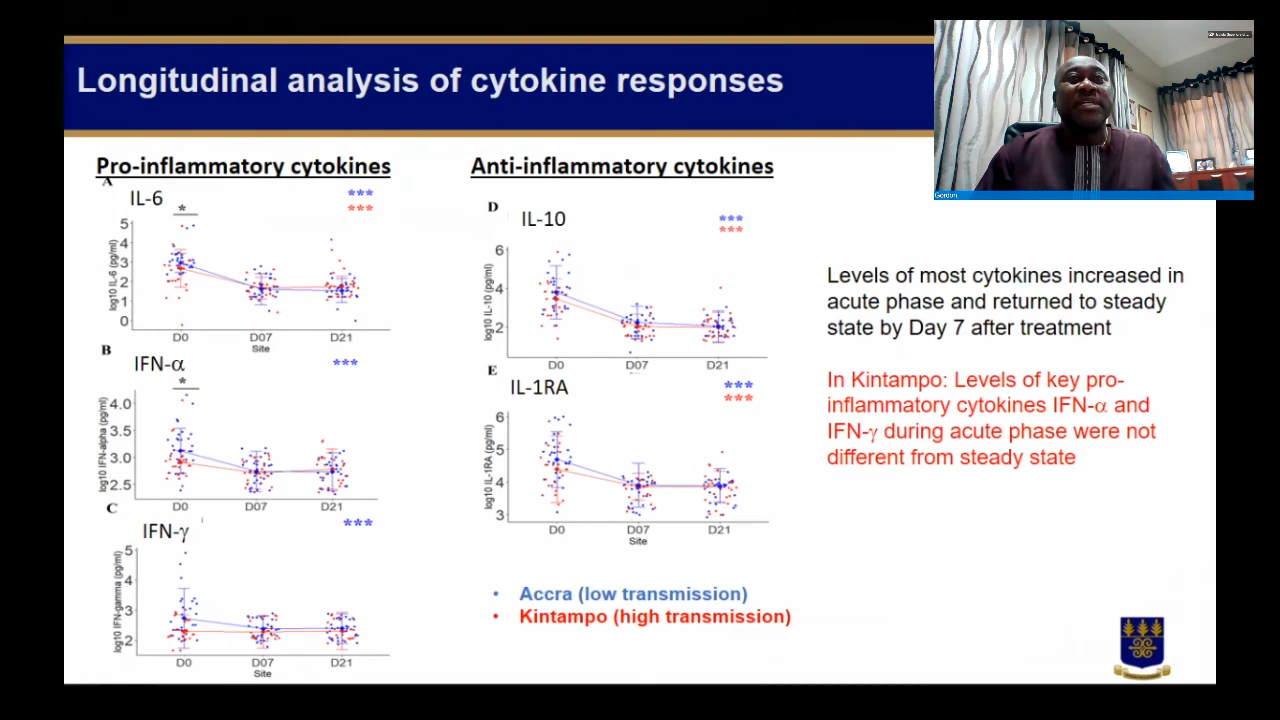 Longitudinal analysis of cytokine responses
Gordon
Pro-inflammatory cytokines
Anti-inflammatory cytokines
A
IL-6
*
***
***
5
4
3
2
1
0
log10 IL-6 (pg/ml)
D0
D07
D21
Site
B
IFN-α
*
***
4.0
3.5
3.0
2.5
log10 IFN-alpha (pg/ml)
D0
D07
D21
C
IFN-γ
***
5
4
3
2
log10 IFN-gamma (pg/ml)
D0
D07
D21
Site
D
IL-10
***
***
6
4
2
log10 IL-10 (pg/ml)
D0
D07
D21
E
IL-1RA
***
***
6
5
4
3
log10 IL-1RA (pg/ml)
D0
D07
D21
Site
• Accra (low transmission)
• Kintampo (high transmission)
Levels of most cytokines increased in
acute phase and returned to steady
state by Day 7 after treatment
In Kintampo: Levels of key pro-
inflammatory cytokines IFN-α and
IFN-γ during acute phase were not
different from steady state